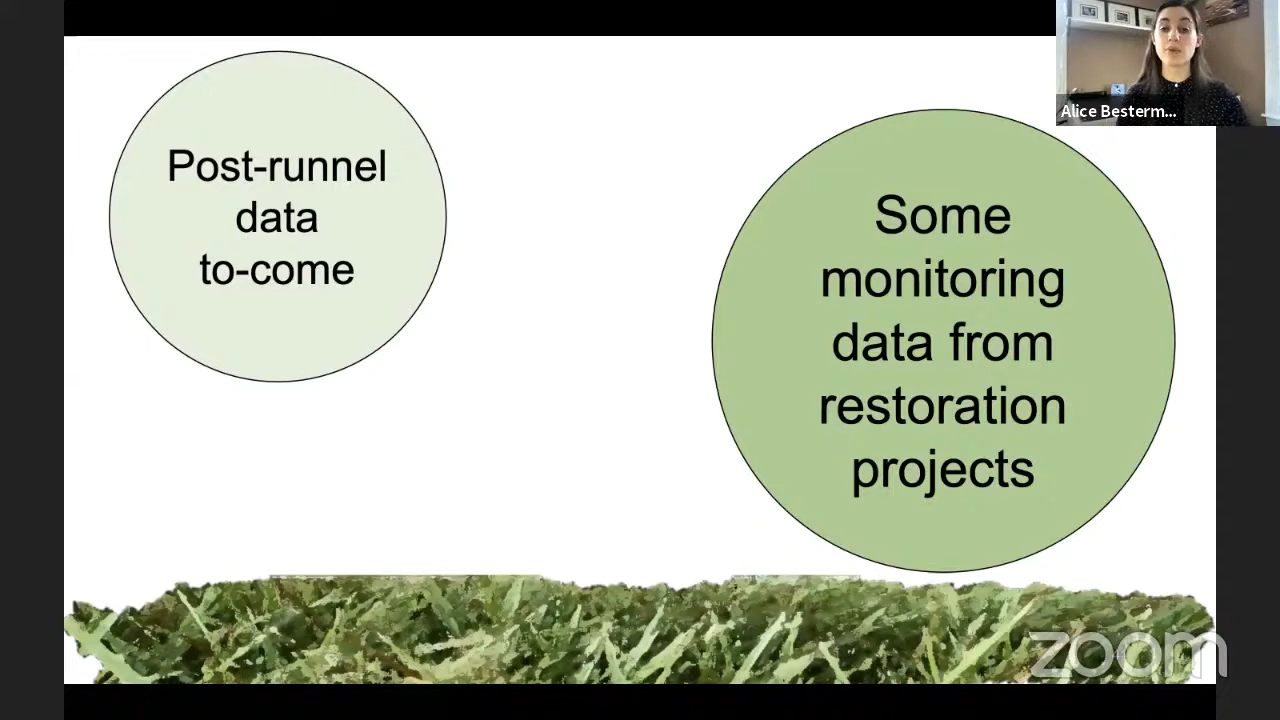 Post-runnel
data
to-come
Some
monitoring
data from
restoration
projects
Alice Besterm...
zoom